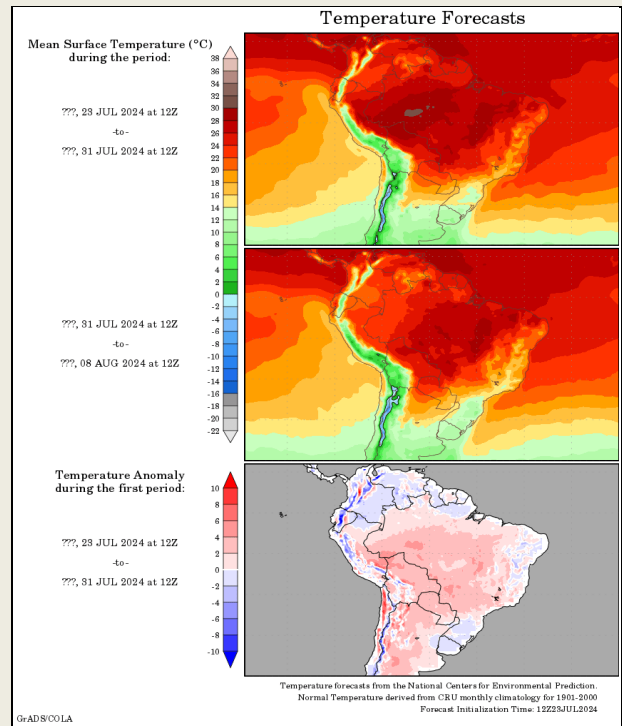 Temperature Forecasts
Mean Surface Temperature (°C)
during the period:
???, 23 JUL 2024 at 12Z
-to-
???, 31 JUL 2024 at 12Z
38
36
34
32
30
28
26
24
22
20
18
16
14
12
10
8
6
4
2
0
-2
-4
-6
-8
-10
-12
-14
-16
-18
-20
-22
???, 31 JUL 2024 at 12Z
-to-
???, 08 AUG 2024 at 12Z
Temperature Anomaly
during the first period:
???, 23 JUL 2024 at 12Z
-to-
???, 31 JUL 2024 at 12Z
10
8
6
4
2
0
-2
-4
-6
-8
-10
Temperature forecasts from the National Centers for Environmental Prediction.
Normal Temperature derived from CRU monthly climatology for 1901-2000
Forecast Initialization Time: 12Z23JUL2024
GrADS/COLA